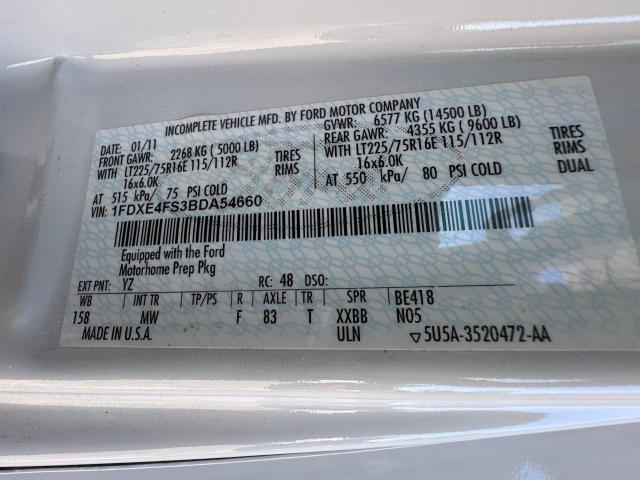 INCOMPLETE VEHICLE MFD. BY FORD MOTOR COMPANY
DATE: 01/11 GVWR: 6577 KG (14500 LB)
FRONT GAWR: 2268 KG ( 5000 LB) REAR GAWR: 4355 KG ( 9600 LB)
WITH LT225/75R16E 115/112R TIRES WITH LT225/75R16E 115/112R TIRES
16x6.0K RIMS 16x6.0K RIMS DUAL
AT 515 kPa/ 75 PSI COLD AT 550 kPa/ 80 PSI COLD
VIN: 1FDXE4FS3BDA54660
Equipped with the Ford
Motorhome Prep Pkg
EXT PNT: YZ RC: 48 DSO:
WB INT TR TP/PS R AXLE TR SPR BE418
158 MW F 83 T XXBB N05
MADE IN U.S.A. ULN ▽5U5A-3520472-AA